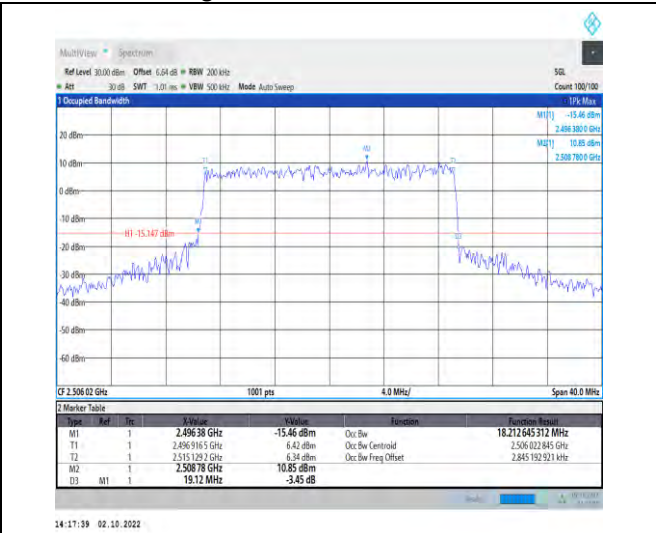 MultiView Spectrum
Ref Level 30.00 dBm Offset 6.64 dB RBW 200 kHz SGL
Att 30 dB SWT 1.01 ms VBW 500 kHz Mode Auto Sweep Count 100/100
1 Occupied Bandwidth 1Pk Max
M1[1] -15.46 dBm
2.496 380 0 GHz
20 dBm
M2[1] 10.85 dBm
2.508 780 0 GHz
M2
10 dBm
T1
0 dBm
-10 dBm
H1 -15.147 dBm
-20 dBm
-30 dBm
-40 dBm
-50 dBm
-60 dBm
CF 2.506 02 GHz 1001 pts 4.0 MHz/ Span 40.0 MHz
2 Marker Table
Type Ref Trc X-Value Y-Value Function Function Result
M1 1 2.496 38 GHz -15.46 dBm Occ Bw 18.212 645 312 MHz
T1 1 2.496 916 5 GHz 6.42 dBm Occ Bw Centroid 2.506 022 845 GHz
T2 1 2.515 129 2 GHz 6.34 dBm Occ Bw Freq Offset 2.845 192 921 kHz
M2 1 2.508 78 GHz 10.85 dBm
D3 M1 1 19.12 MHz -3.45 dB
14:17:39 02.10.2022